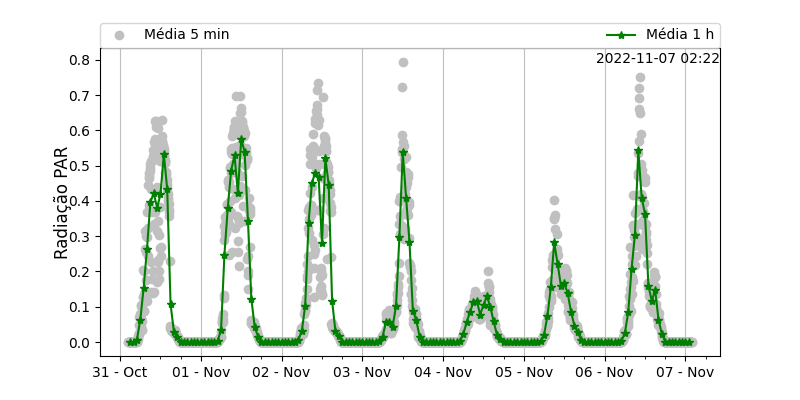 Média 5 min
Média 1 h
2022-11-07 02:22
Radiação PAR
0.8
0.7
0.6
0.5
0.4
0.3
0.2
0.1
0.0
31 - Oct
01 - Nov
02 - Nov
03 - Nov
04 - Nov
05 - Nov
06 - Nov
07 - Nov